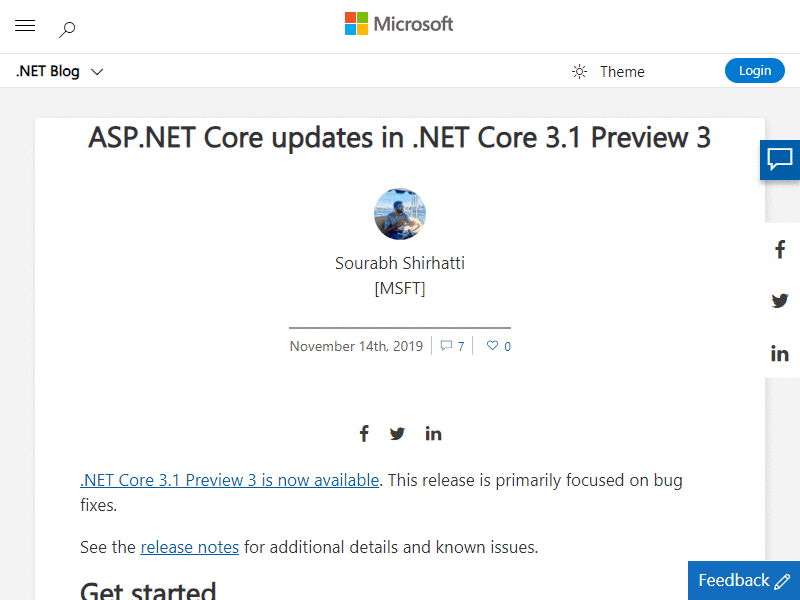 Microsoft
.NET Blog
Theme
Login
ASP.NET Core updates in .NET Core 3.1 Preview 3
Sourabh Shirhatti
[MSFT]
November 14th, 2019
7
0
.NET Core 3.1 Preview 3 is now available. This release is primarily focused on bug
fixes.
See the release notes for additional details and known issues.
Get started
Feedback